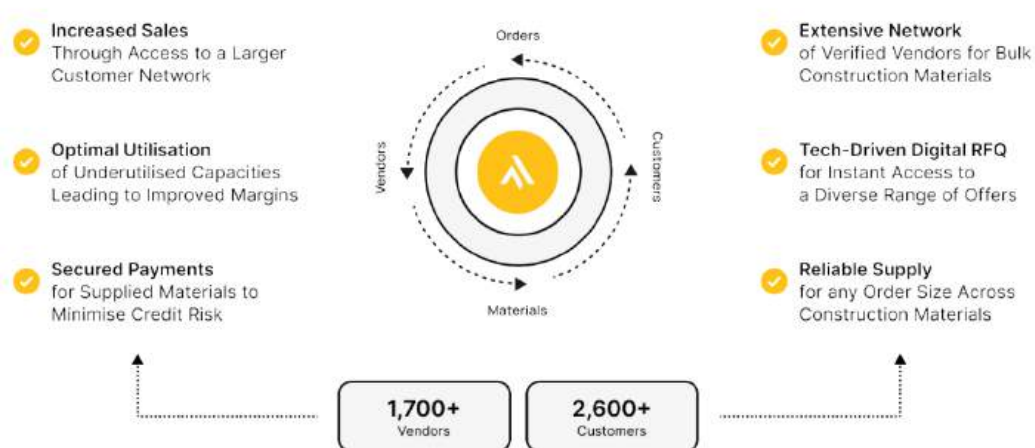 Increased Sales
Through Access to a Larger
Customer Network
Optimal Utilisation
of Underutilised Capacities
Leading to Improved Margins
Secured Payments
for Supplied Materials to
Minimise Credit Risk
Orders
Vendors
Customers
Materials
Extensive Network
of Verified Vendors for Bulk
Construction Materials
Tech-Driven Digital RFQ
for Instant Access to
a Diverse Range of Offers
Reliable Supply
for any Order Size Across
Construction Materials
1,700+
Vendors
2,600+
Customers